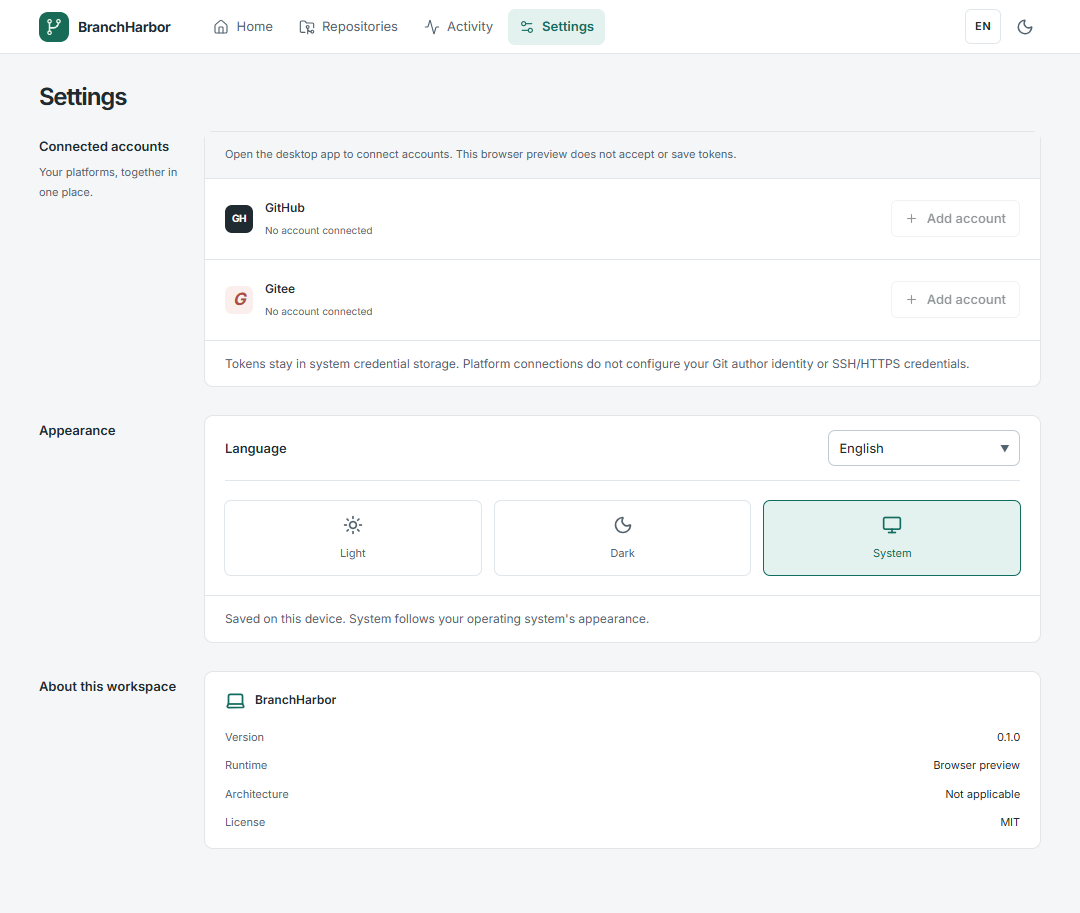 BranchHarbor
Home
Repositories
Activity
Settings
EN
Settings
Connected accounts
Your platforms, together in
one place.
Open the desktop app to connect accounts. This browser preview does not accept or save tokens.
GH
GitHub
No account connected
+ Add account
G
Gitee
No account connected
+ Add account
Tokens stay in system credential storage. Platform connections do not configure your Git author identity or SSH/HTTPS credentials.
Appearance
Language
English
Light
Dark
System
Saved on this device. System follows your operating system's appearance.
About this workspace
BranchHarbor
Version
0.1.0
Runtime
Browser preview
Architecture
Not applicable
License
MIT